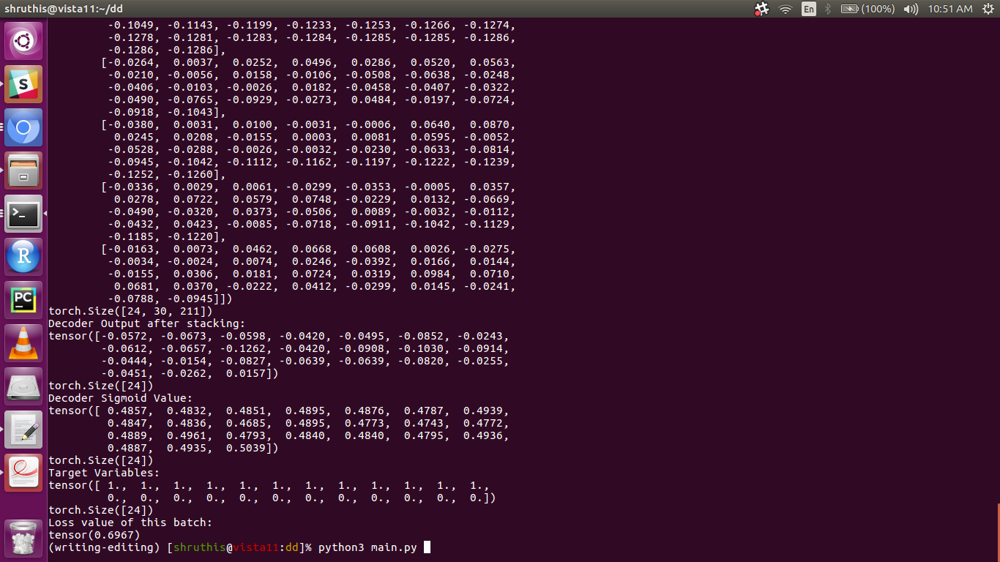 shruthis@vista11:~/dd
En
(100%)
10:51 AM
-0.1049, -0.1143, -0.1199, -0.1233, -0.1253, -0.1266, -0.1274,
-0.1278, -0.1281, -0.1283, -0.1284, -0.1285, -0.1285, -0.1286,
-0.1286, -0.1286],
[-0.0264,  0.0037,  0.0252,  0.0496,  0.0286,  0.0520,  0.0563,
-0.0210, -0.0056,  0.0158, -0.0106, -0.0508, -0.0638, -0.0248,
-0.0406, -0.0103, -0.0026,  0.0182, -0.0458, -0.0407, -0.0322,
-0.0490, -0.0765, -0.0929, -0.0273,  0.0484, -0.0197, -0.0724,
-0.0918, -0.1043],
[-0.0380,  0.0031,  0.0100, -0.0031, -0.0006,  0.0640,  0.0870,
0.0245,  0.0208, -0.0155,  0.0003,  0.0081,  0.0595, -0.0052,
-0.0528, -0.0288, -0.0026, -0.0032, -0.0230, -0.0633, -0.0814,
-0.0945, -0.1042, -0.1112, -0.1162, -0.1197, -0.1222, -0.1239,
-0.1252, -0.1260],
[-0.0336,  0.0029,  0.0061, -0.0299, -0.0353, -0.0005,  0.0357,
0.0278,  0.0722,  0.0579,  0.0748, -0.0229,  0.0132, -0.0669,
-0.0490, -0.0320,  0.0373, -0.0506,  0.0089, -0.0032, -0.0112,
-0.0432,  0.0423, -0.0085, -0.0718, -0.0911, -0.1042, -0.1129,
-0.1185, -0.1220],
[-0.0163,  0.0073,  0.0462,  0.0668,  0.0608,  0.0026, -0.0275,
-0.0034, -0.0024,  0.0074,  0.0246, -0.0392,  0.0166,  0.0144,
-0.0155,  0.0306,  0.0181,  0.0724,  0.0319,  0.0984,  0.0710,
0.0681,  0.0370, -0.0222,  0.0412, -0.0299,  0.0145, -0.0241,
-0.0788, -0.0945]])
torch.Size([24, 30, 211])
Decoder Output after stacking:
tensor([-0.0572, -0.0673, -0.0598, -0.0420, -0.0495, -0.0852, -0.0243,
-0.0612, -0.0657, -0.1262, -0.0420, -0.0908, -0.1030, -0.0914,
-0.0444, -0.0154, -0.0827, -0.0639, -0.0639, -0.0820, -0.0255,
-0.0451, -0.0262,  0.0157])
torch.Size([24])
Decoder Sigmoid Value:
tensor([ 0.4857,  0.4832,  0.4851,  0.4895,  0.4876,  0.4787,  0.4939,
0.4847,  0.4836,  0.4685,  0.4895,  0.4773,  0.4743,  0.4772,
0.4889,  0.4961,  0.4793,  0.4840,  0.4840,  0.4795,  0.4936,
0.4887,  0.4935,  0.5039])
torch.Size([24])
Target Variables:
tensor([ 1.,  1.,  1.,  1.,  1.,  1.,  1.,  1.,  1.,  1.,  1.,  1.,
0.,  0.,  0.,  0.,  0.,  0.,  0.,  0.,  0.,  0.,  0.,  0.])
torch.Size([24])
Loss value of this batch:
tensor(0.6967)
(writing-editing) [shruthis@vista11:dd]% python3 main.py
S
R
PC